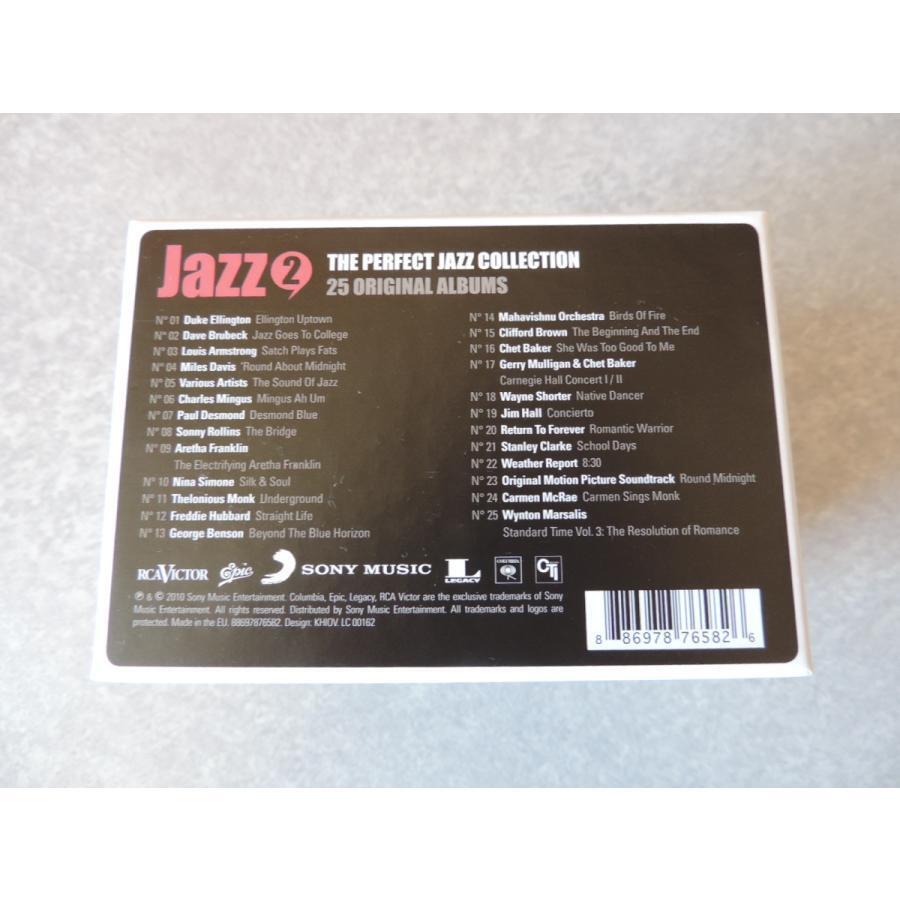 Jazz 2
THE PERFECT JAZZ COLLECTION
25 ORIGINAL ALBUMS
N° 01 Duke Ellington Ellington Uptown
N° 02 Dave Brubeck Jazz Goes To College
N° 03 Louis Armstrong Satch Plays Fats
N° 04 Miles Davis 'Round About Midnight
N° 05 Various Artists The Sound Of Jazz
N° 06 Charles Mingus Mingus Ah Um
N° 07 Paul Desmond Desmond Blue
N° 08 Sonny Rollins The Bridge
N° 09 Aretha Franklin
The Electrifying Aretha Franklin
N° 10 Nina Simone Silk & Soul
N° 11 Thelonious Monk Underground
N° 12 Freddie Hubbard Straight Life
N° 13 George Benson Beyond The Blue Horizon
N° 14 Mahavishnu Orchestra Birds Of Fire
N° 15 Clifford Brown The Beginning And The End
N° 16 Chet Baker She Was Too Good To Me
N° 17 Gerry Mulligan & Chet Baker
Carnegie Hall Concert I / II
N° 18 Wayne Shorter Native Dancer
N° 19 Jim Hall Concierto
N° 20 Return To Forever Romantic Warrior
N° 21 Stanley Clarke School Days
N° 22 Weather Report 8:30
N° 23 Original Motion Picture Soundtrack Round Midnight
N° 24 Carmen McRae Carmen Sings Monk
N° 25 Wynton Marsalis
Standard Time Vol. 3: The Resolution of Romance
RCA VICTOR Epic SONY MUSIC L LEGACY COLUMBIA CTI
℗ & © 2010 Sony Music Entertainment. Columbia, Epic, Legacy, RCA Victor are the exclusive trademarks of Sony
Music Entertainment. All rights reserved. Distributed by Sony Music Entertainment. All trademarks and logos are
protected. Made in the EU. 88697876582. Design: KHIOV. LC 00162
8 86978 76582 6